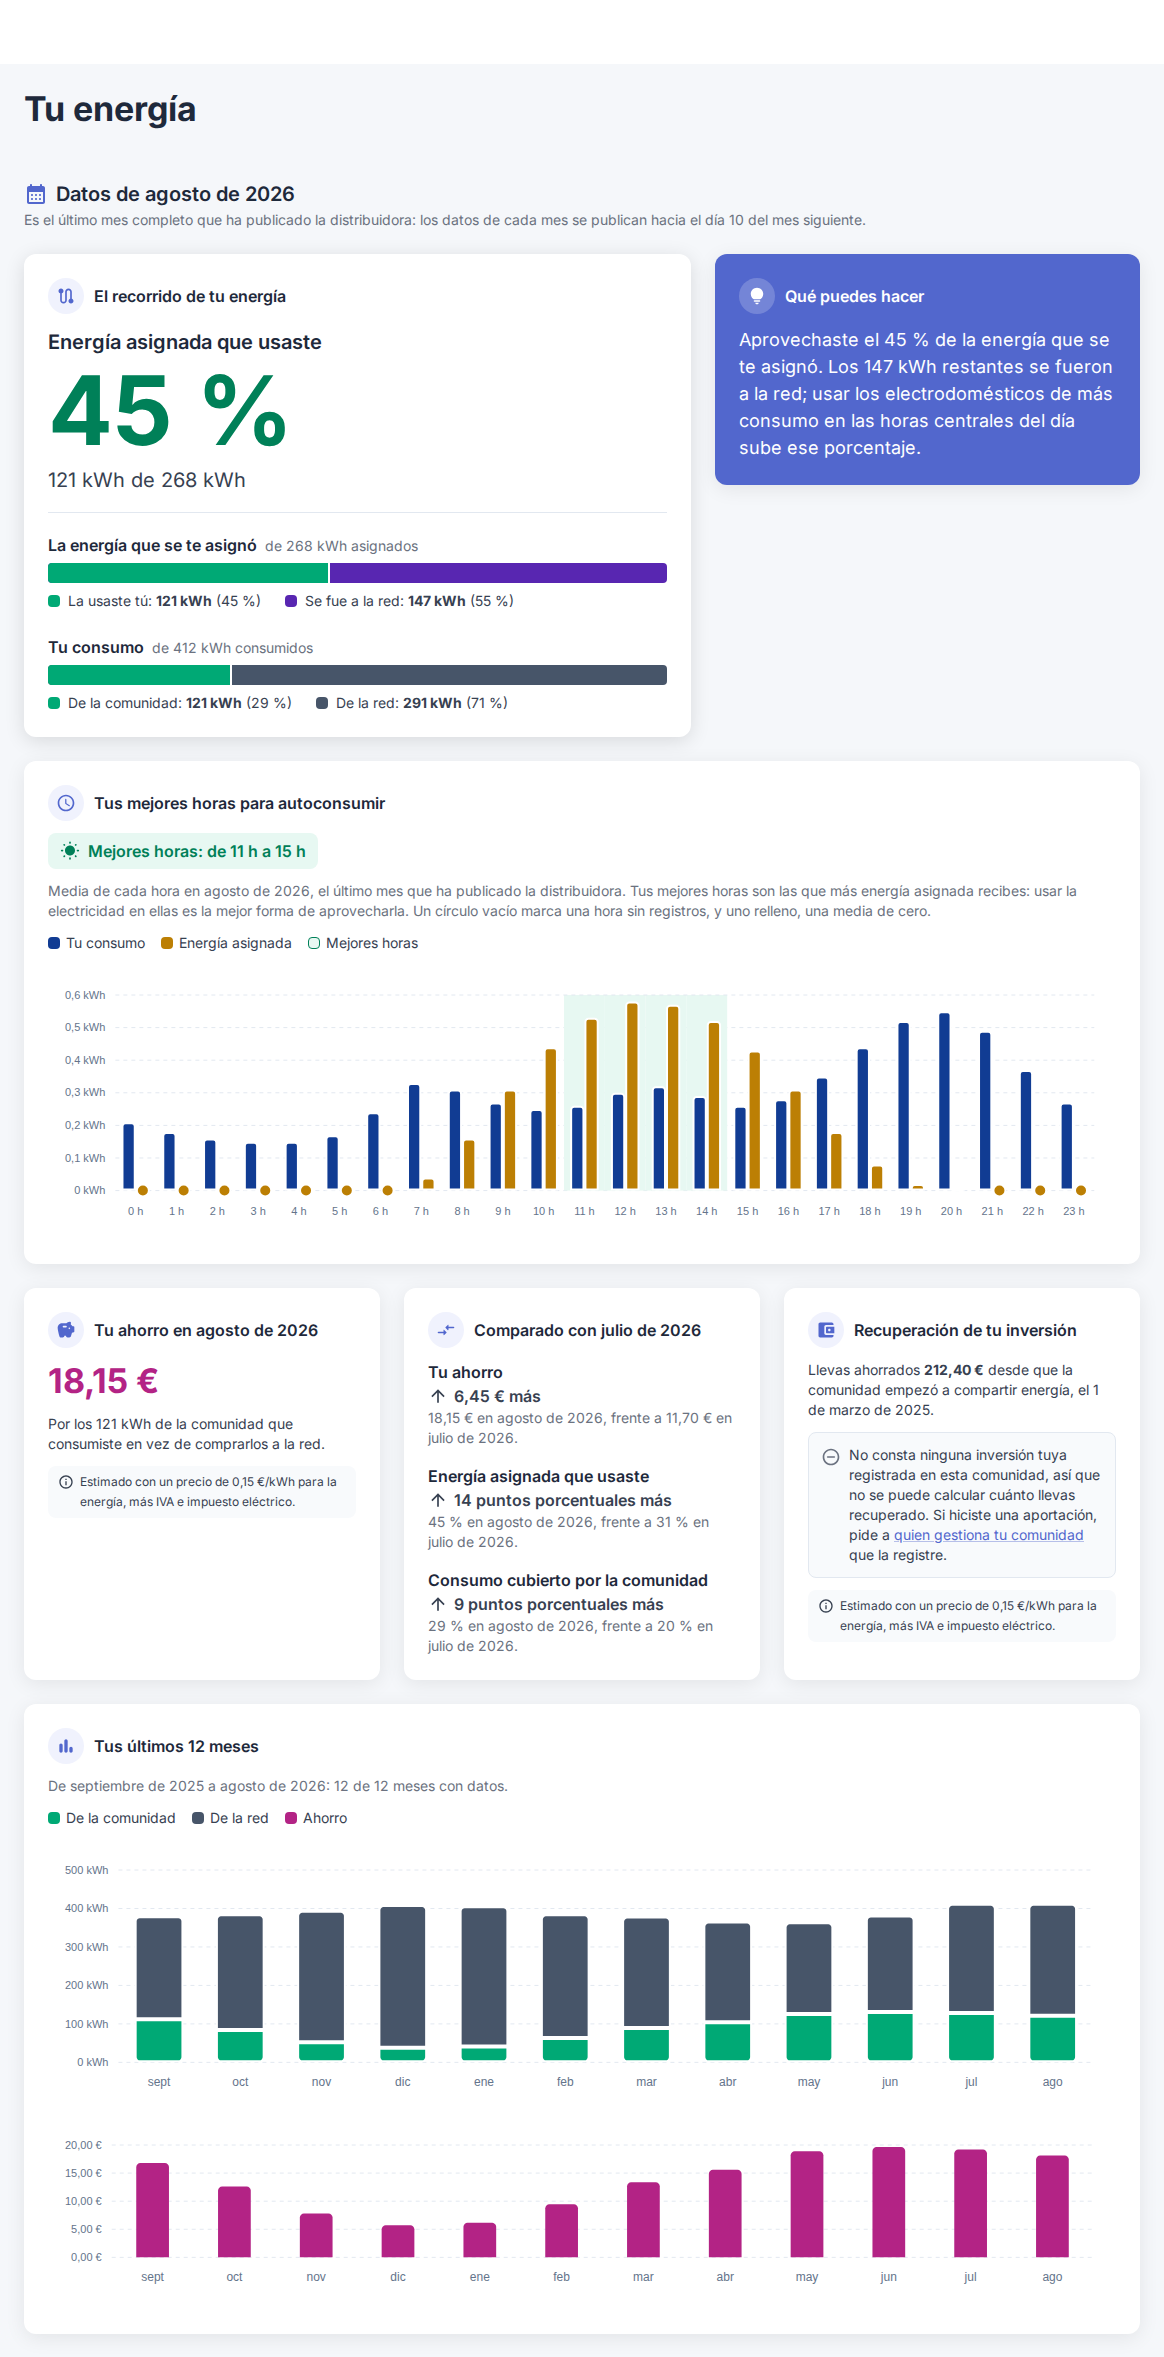 Tu energía
Datos de agosto de 2026
Es el último mes completo que ha publicado la distribuidora: los datos de cada mes se publican hacia el día 10 del mes siguiente.
El recorrido de tu energía
Energía asignada que usaste
45 %
121 kWh de 268 kWh
La energía que se te asignó de 268 kWh asignados
La usaste tú: 121 kWh (45 %) Se fue a la red: 147 kWh (55 %)
Tu consumo de 412 kWh consumidos
De la comunidad: 121 kWh (29 %) De la red: 291 kWh (71 %)
Qué puedes hacer
Aprovechaste el 45 % de la energía que se
te asignó. Los 147 kWh restantes se fueron
a la red; usar los electrodomésticos de más
consumo en las horas centrales del día
sube ese porcentaje.
Tus mejores horas para autoconsumir
Mejores horas: de 11 h a 15 h
Media de cada hora en agosto de 2026, el último mes que ha publicado la distribuidora. Tus mejores horas son las que más energía asignada recibes: usar la
electricidad en ellas es la mejor forma de aprovecharla. Un círculo vacío marca una hora sin registros, y uno relleno, una media de cero.
Tu consumo Energía asignada Mejores horas
0,6 kWh
0,5 kWh
0,4 kWh
0,3 kWh
0,2 kWh
0,1 kWh
0 kWh
0 h 1 h 2 h 3 h 4 h 5 h 6 h 7 h 8 h 9 h 10 h 11 h 12 h 13 h 14 h 15 h 16 h 17 h 18 h 19 h 20 h 21 h 22 h 23 h
Tu ahorro en agosto de 2026
18,15 €
Por los 121 kWh de la comunidad que
consumiste en vez de comprarlos a la red.
Estimado con un precio de 0,15 €/kWh para la
energía, más IVA e impuesto eléctrico.
Comparado con julio de 2026
Tu ahorro
6,45 € más
18,15 € en agosto de 2026, frente a 11,70 € en
julio de 2026.
Energía asignada que usaste
14 puntos porcentuales más
45 % en agosto de 2026, frente a 31 % en
julio de 2026.
Consumo cubierto por la comunidad
9 puntos porcentuales más
29 % en agosto de 2026, frente a 20 % en
julio de 2026.
Recuperación de tu inversión
Llevas ahorrados 212,40 € desde que la
comunidad empezó a compartir energía, el 1
de marzo de 2025.
No consta ninguna inversión tuya
registrada en esta comunidad, así que
no se puede calcular cuánto llevas
recuperado. Si hiciste una aportación,
pide a quien gestiona tu comunidad
que la registre.
Estimado con un precio de 0,15 €/kWh para la
energía, más IVA e impuesto eléctrico.
Tus últimos 12 meses
De septiembre de 2025 a agosto de 2026: 12 de 12 meses con datos.
De la comunidad De la red Ahorro
500 kWh
400 kWh
300 kWh
200 kWh
100 kWh
0 kWh
sept oct nov dic ene feb mar abr may jun jul ago
20,00 €
15,00 €
10,00 €
5,00 €
0,00 €
sept oct nov dic ene feb mar abr may jun jul ago